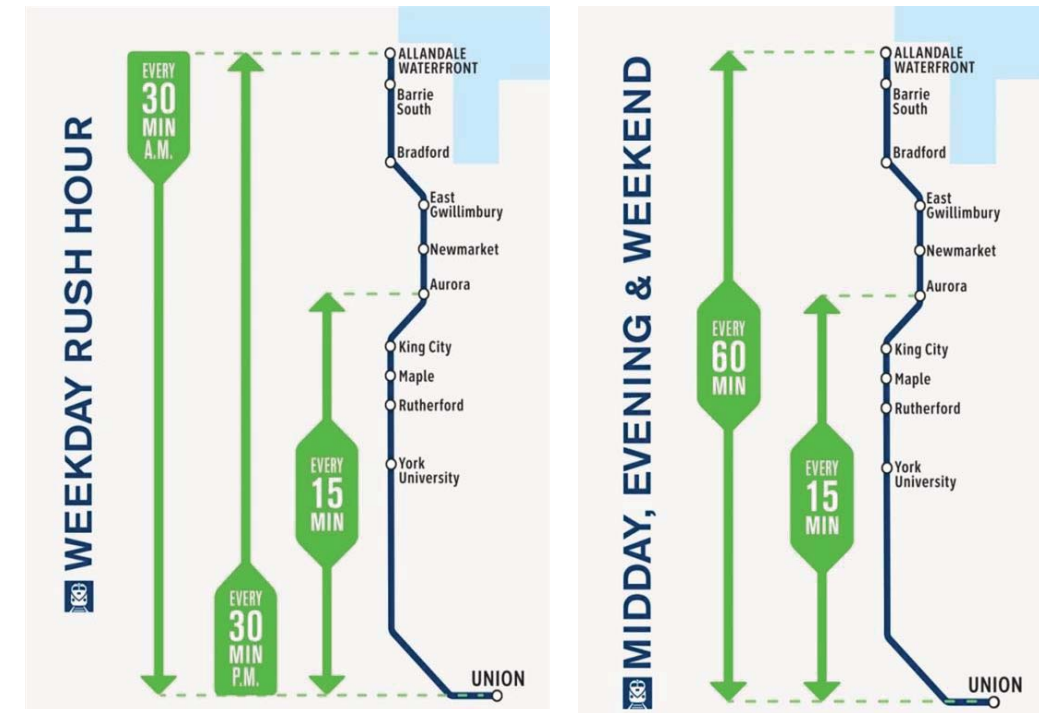 WEEKDAY RUSH HOUR
EVERY
30
MIN
A.M.
EVERY
30
MIN
P.M.
EVERY
15
MIN
ALLANDALE
WATERFRONT
Barrie
South
Bradford
East
Gwillimbury
Newmarket
Aurora
King City
Maple
Rutherford
York
University
UNION
MIDDAY, EVENING & WEEKEND
EVERY
60
MIN
EVERY
15
MIN
ALLANDALE
WATERFRONT
Barrie
South
Bradford
East
Gwillimbury
Newmarket
Aurora
King City
Maple
Rutherford
York
University
UNION